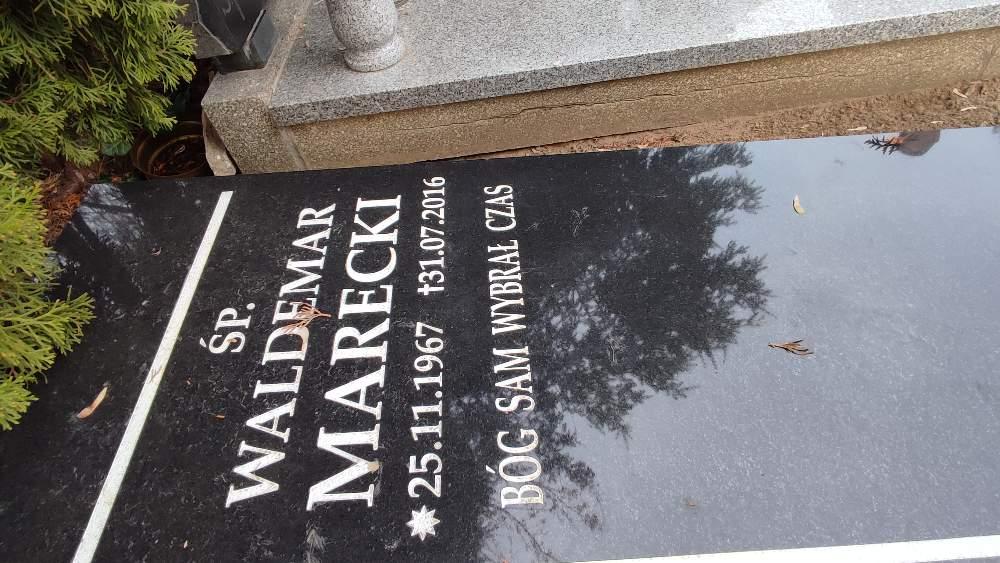 ŚP.
WALDEMAR
MARECKI
25.11.1967 †31.07.2016
BÓG SAM WYBRAŁ CZAS